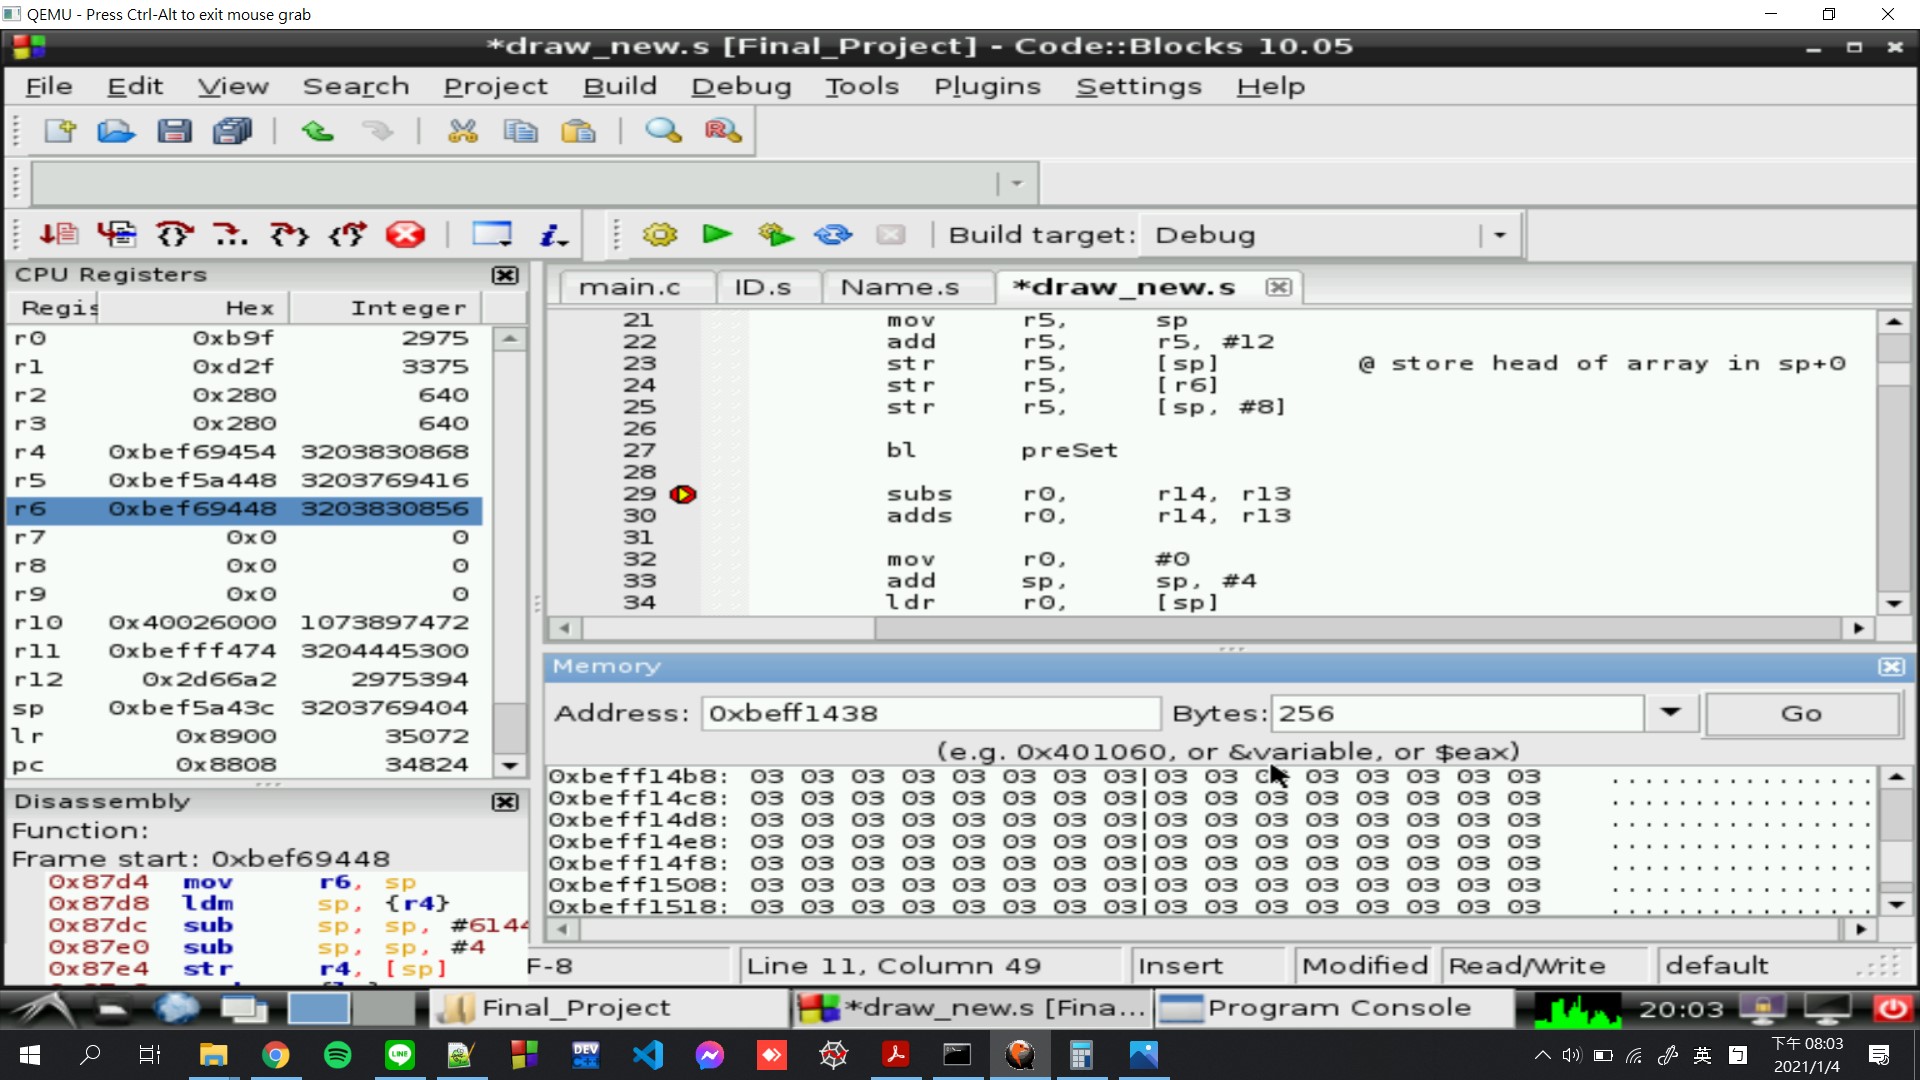 QEMU - Press Ctrl-Alt to exit mouse grab
*draw_new.s [Final_Project] - Code::Blocks 10.05
File Edit View Search Project Build Debug Tools Plugins Settings Help
Build target: Debug
CPU Registers
Regis Hex Integer
r0 0xb9f 2975
r1 0xd2f 3375
r2 0x280 640
r3 0x280 640
r4 0xbef69454 3203830868
r5 0xbef5a448 3203769416
r6 0xbef69448 3203830856
r7 0x0 0
r8 0x0 0
r9 0x0 0
r10 0x40026000 1073897472
r11 0xbefff474 3204445300
r12 0x2d66a2 2975394
sp 0xbef5a43c 3203769404
lr 0x8900 35072
pc 0x8808 34824
Disassembly
Function:
Frame start: 0xbef69448
0x87d4 mov r6, sp
0x87d8 ldm sp, {r4}
0x87dc sub sp, sp, #6144
0x87e0 sub sp, sp, #4
0x87e4 str r4, [sp]
main.c ID.s Name.s *draw_new.s
21 mov r5, sp
22 add r5, r5, #12
23 str r5, [sp] @ store head of array in sp+0
24 str r5, [r6]
25 str r5, [sp, #8]
26
27 bl preSet
28
29 subs r0, r14, r13
30 adds r0, r14, r13
31
32 mov r0, #0
33 add sp, sp, #4
34 ldr r0, [sp]
Memory
Address: 0xbeff1438 Bytes: 256 Go
(e.g. 0x401060, or &variable, or $eax)
0xbeff14b8: 03 03 03 03 03 03 03 03|03 03 03 03 03 03 03 03 ................
0xbeff14c8: 03 03 03 03 03 03 03 03|03 03 03 03 03 03 03 03 ................
0xbeff14d8: 03 03 03 03 03 03 03 03|03 03 03 03 03 03 03 03 ................
0xbeff14e8: 03 03 03 03 03 03 03 03|03 03 03 03 03 03 03 03 ................
0xbeff14f8: 03 03 03 03 03 03 03 03|03 03 03 03 03 03 03 03 ................
0xbeff1508: 03 03 03 03 03 03 03 03|03 03 03 03 03 03 03 03 ................
0xbeff1518: 03 03 03 03 03 03 03 03|03 03 03 03 03 03 03 03 ................
F-8 Line 11, Column 49 Insert Modified Read/Write default
Final_Project *draw_new.s [Fina... Program Console 20:03
英 下午 08:03
2021/1/4